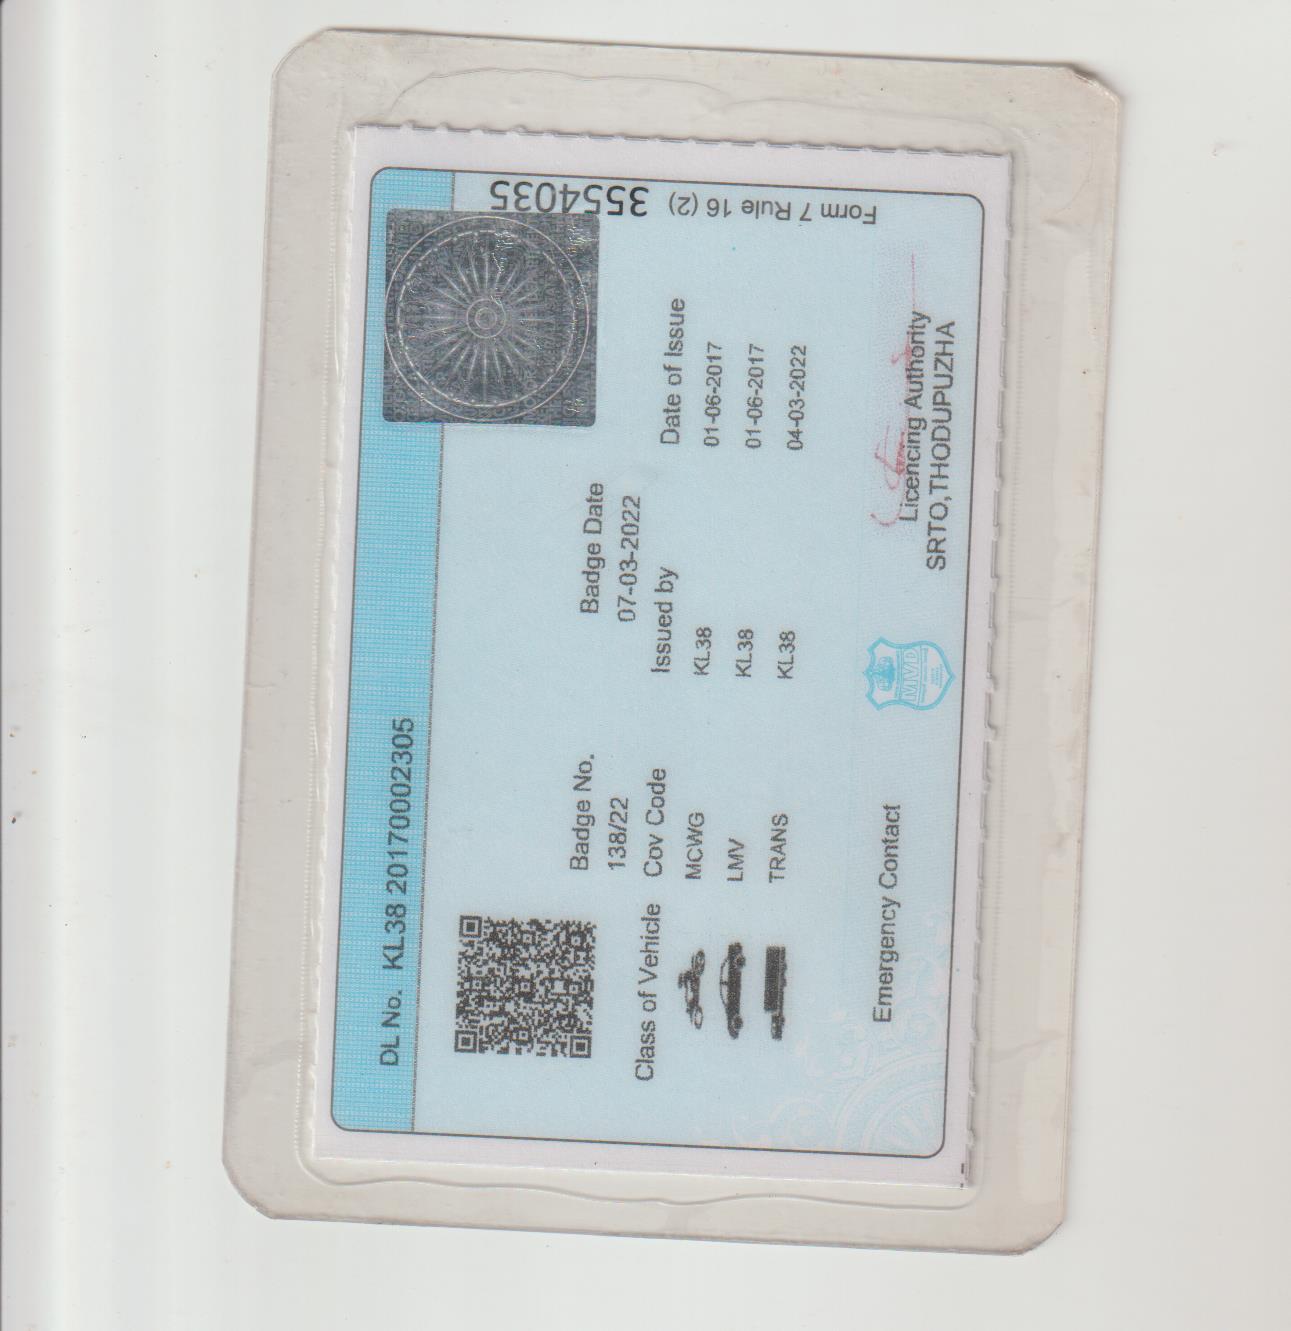 DL No. KL38 20170002305
Badge No. Badge Date
138/22 07-03-2022
Class of Vehicle Cov Code Issued by Date of Issue
MCWG KL38 01-06-2017
LMV KL38 01-06-2017
TRANS KL38 04-03-2022
Emergency Contact
MVD
Licencing Authority
SRTO,THODUPUZHA
Form 7 Rule 16 (2) 3554035